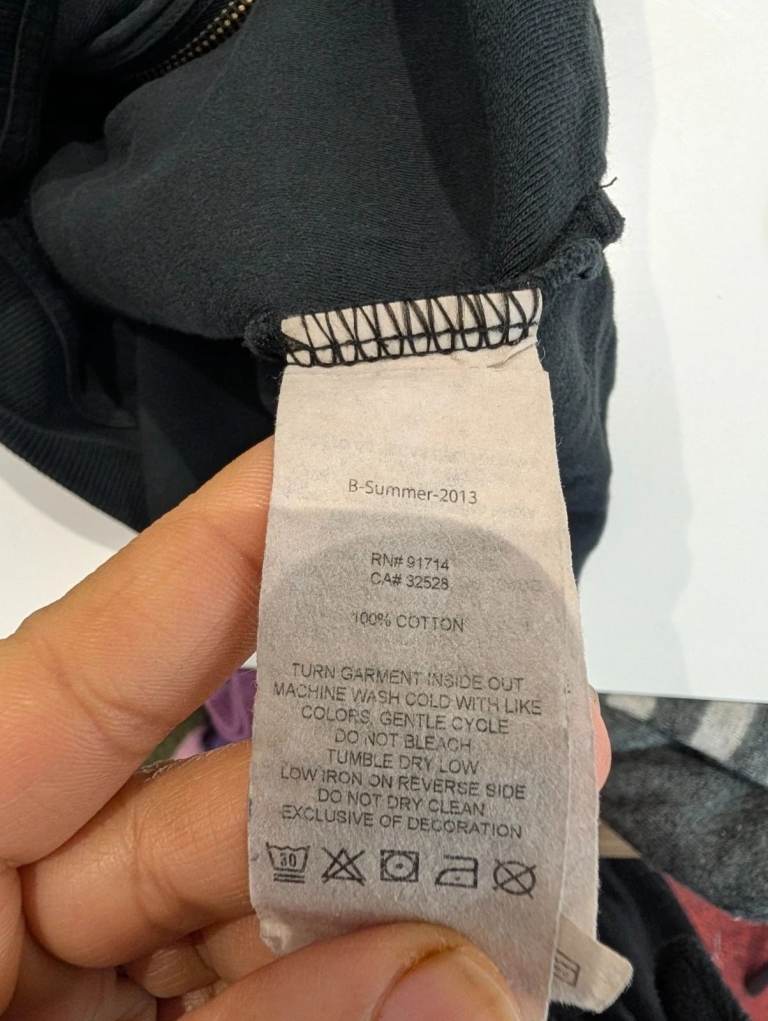 B-Summer-2013
RN# 91714
CA# 32528
100% COTTON
TURN GARMENT INSIDE OUT
MACHINE WASH COLD WITH LIKE
COLORS, GENTLE CYCLE
DO NOT BLEACH
TUMBLE DRY LOW
LOW IRON ON REVERSE SIDE
DO NOT DRY CLEAN
EXCLUSIVE OF DECORATION
30